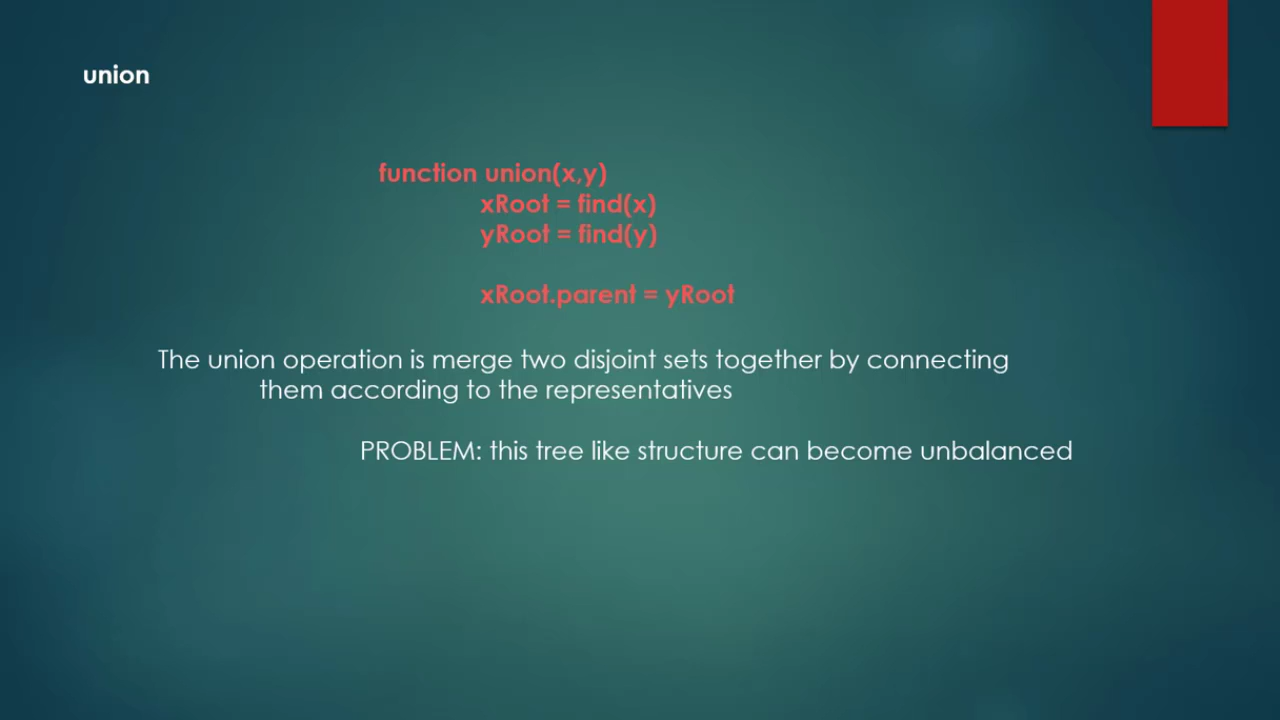 union
function union(x,y)
xRoot = find(x)
yRoot = find(y)
xRoot.parent = yRoot
The union operation is merge two disjoint sets together by connecting
them according to the representatives
PROBLEM: this tree like structure can become unbalanced